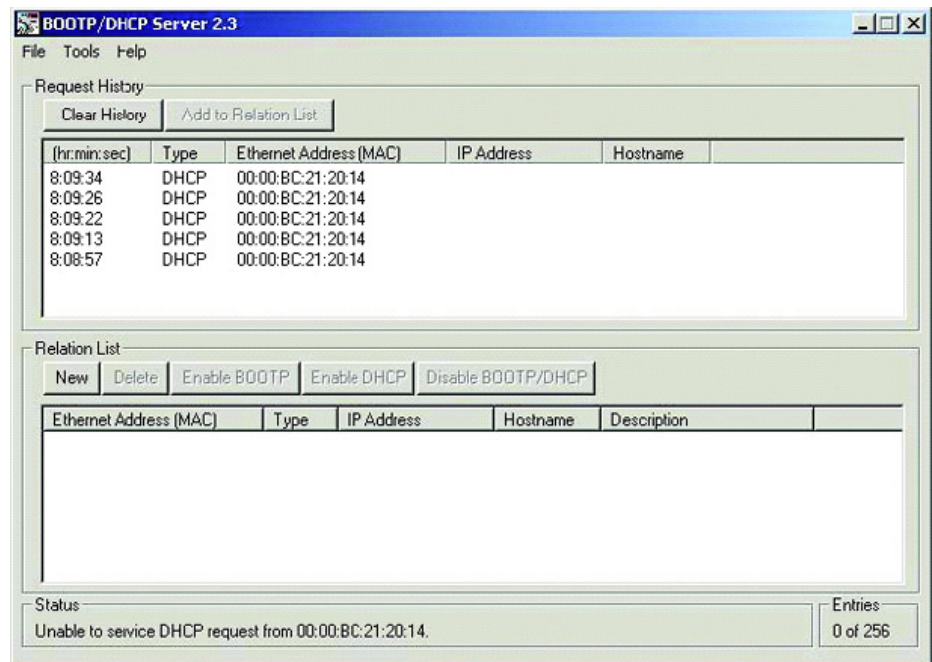 BOOTP/DHCP Server 2.3
File Tools Help
Request History
Clear History Add to Relation List
(hr:min:sec) Type Ethernet Address (MAC) IP Address Hostname
8:09:34 DHCP 00:00:BC:21:20:14
8:09:26 DHCP 00:00:BC:21:20:14
8:09:22 DHCP 00:00:BC:21:20:14
8:09:13 DHCP 00:00:BC:21:20:14
8:08:57 DHCP 00:00:BC:21:20:14
Relation List
New Delete Enable BOOTP Enable DHCP Disable BOOTP/DHCP
Ethernet Address (MAC) Type IP Address Hostname Description
Status
Unable to service DHCP request from 00:00:BC:21:20:14.
Entries
0 of 256